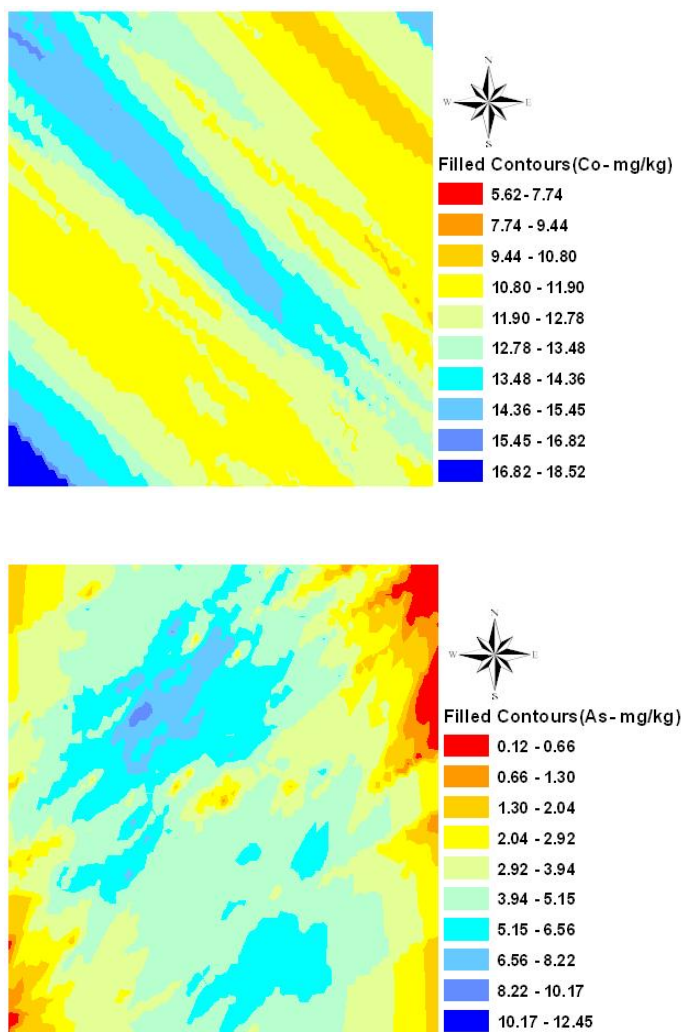 N
W E
S
Filled Contours(Co- mg/kg)
5.62- 7.74
7.74 - 9.44
9.44 - 10.80
10.80 - 11.90
11.90 - 12.78
12.78 - 13.48
13.48 - 14.36
14.36 - 15.45
15.45 - 16.82
16.82 - 18.52
N
W E
S
Filled Contours(As- mg/kg)
0.12 - 0.66
0.66 - 1.30
1.30 - 2.04
2.04 - 2.92
2.92 - 3.94
3.94 - 5.15
5.15 - 6.56
6.56 - 8.22
8.22 - 10.17
10.17 - 12.45